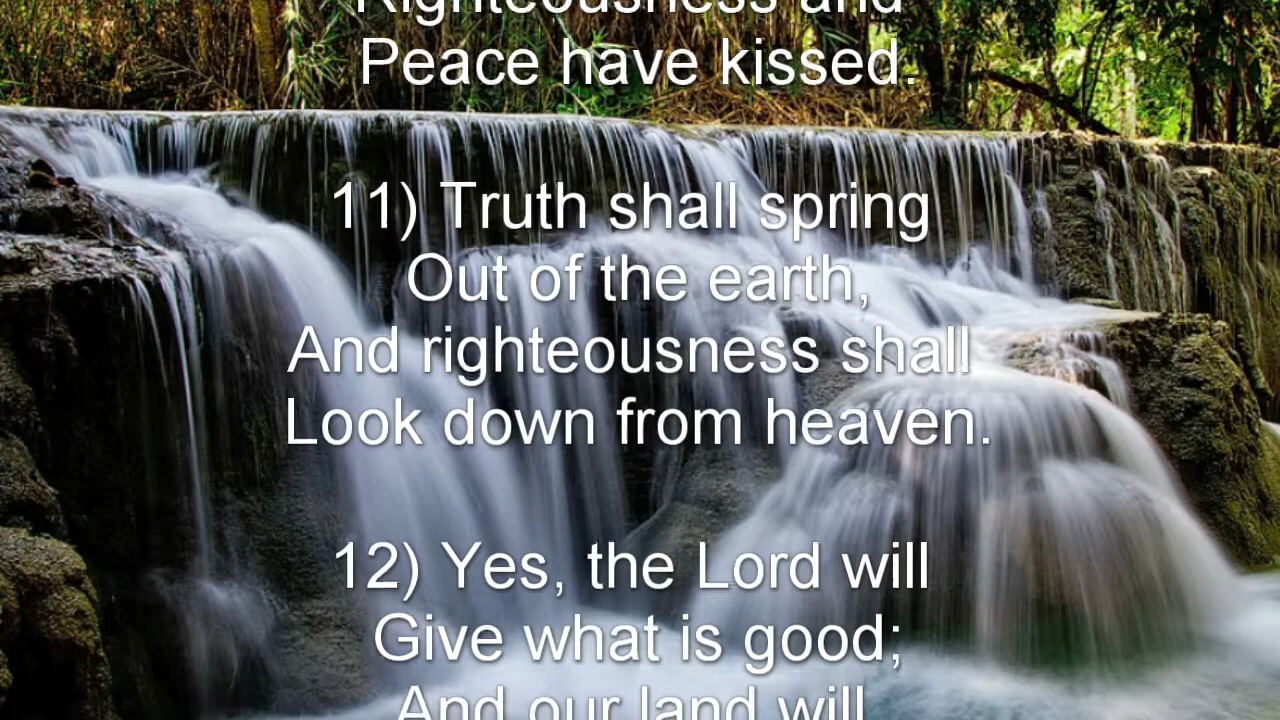 Righteousness and
Peace have kissed.
11) Truth shall spring
Out of the earth,
And righteousness shall
Look down from heaven.
12) Yes, the Lord will
Give what is good;
And our land will